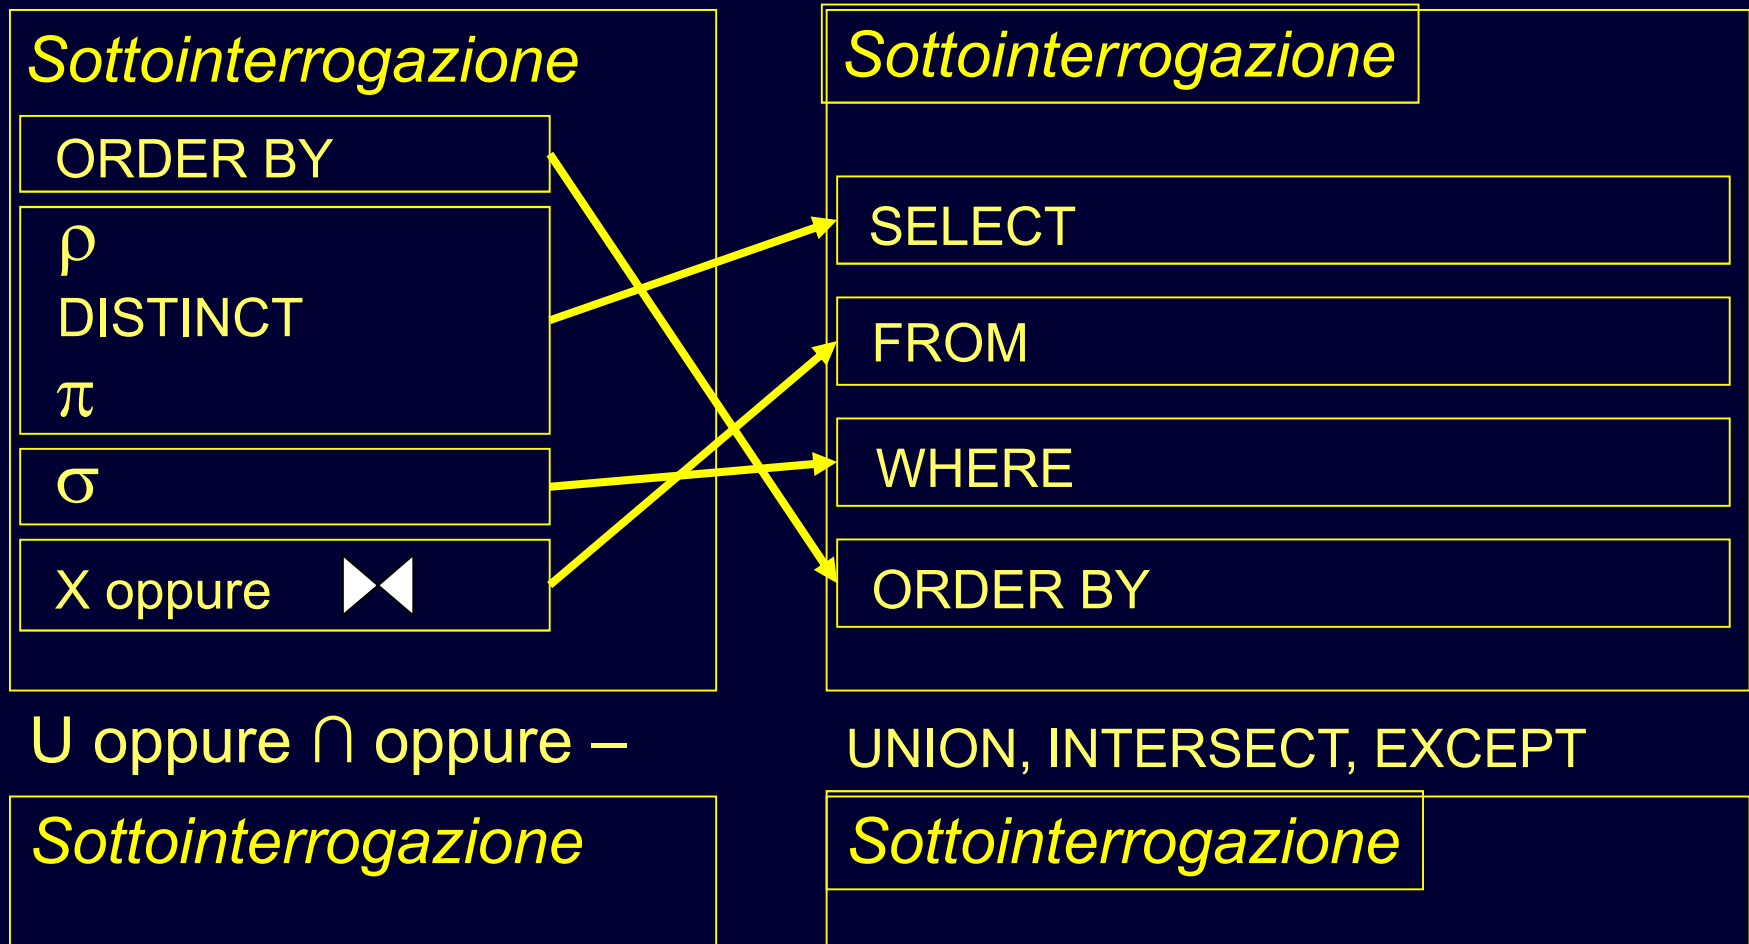 Sottointerrogazione
ORDER BY
ρ
DISTINCT
π
σ
X oppure ⋈
Sottointerrogazione
SELECT
FROM
WHERE
ORDER BY
U oppure ∩ oppure –
UNION, INTERSECT, EXCEPT
Sottointerrogazione
Sottointerrogazione